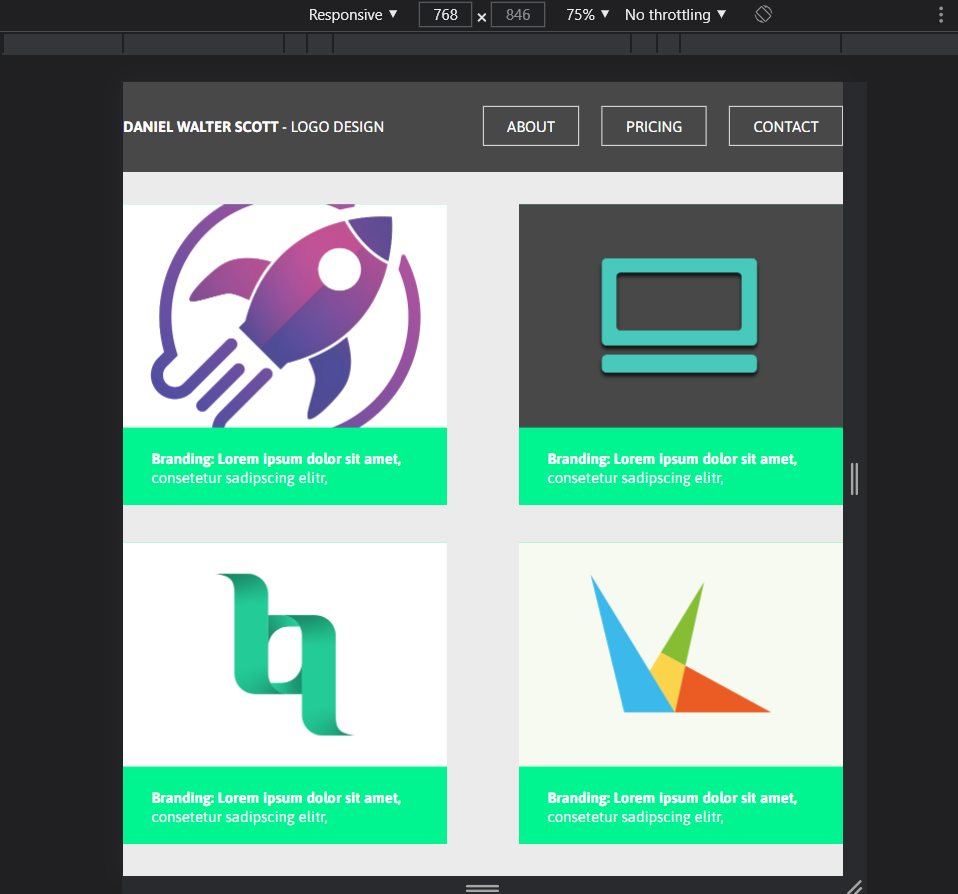 Responsive ▼ 768 × 846 75% ▼ No throttling ▼
DANIEL WALTER SCOTT - LOGO DESIGN ABOUT PRICING CONTACT
Branding: Lorem ipsum dolor sit amet,
consetetur sadipscing elitr,
Branding: Lorem ipsum dolor sit amet,
consetetur sadipscing elitr,
Branding: Lorem ipsum dolor sit amet,
consetetur sadipscing elitr,
Branding: Lorem ipsum dolor sit amet,
consetetur sadipscing elitr,